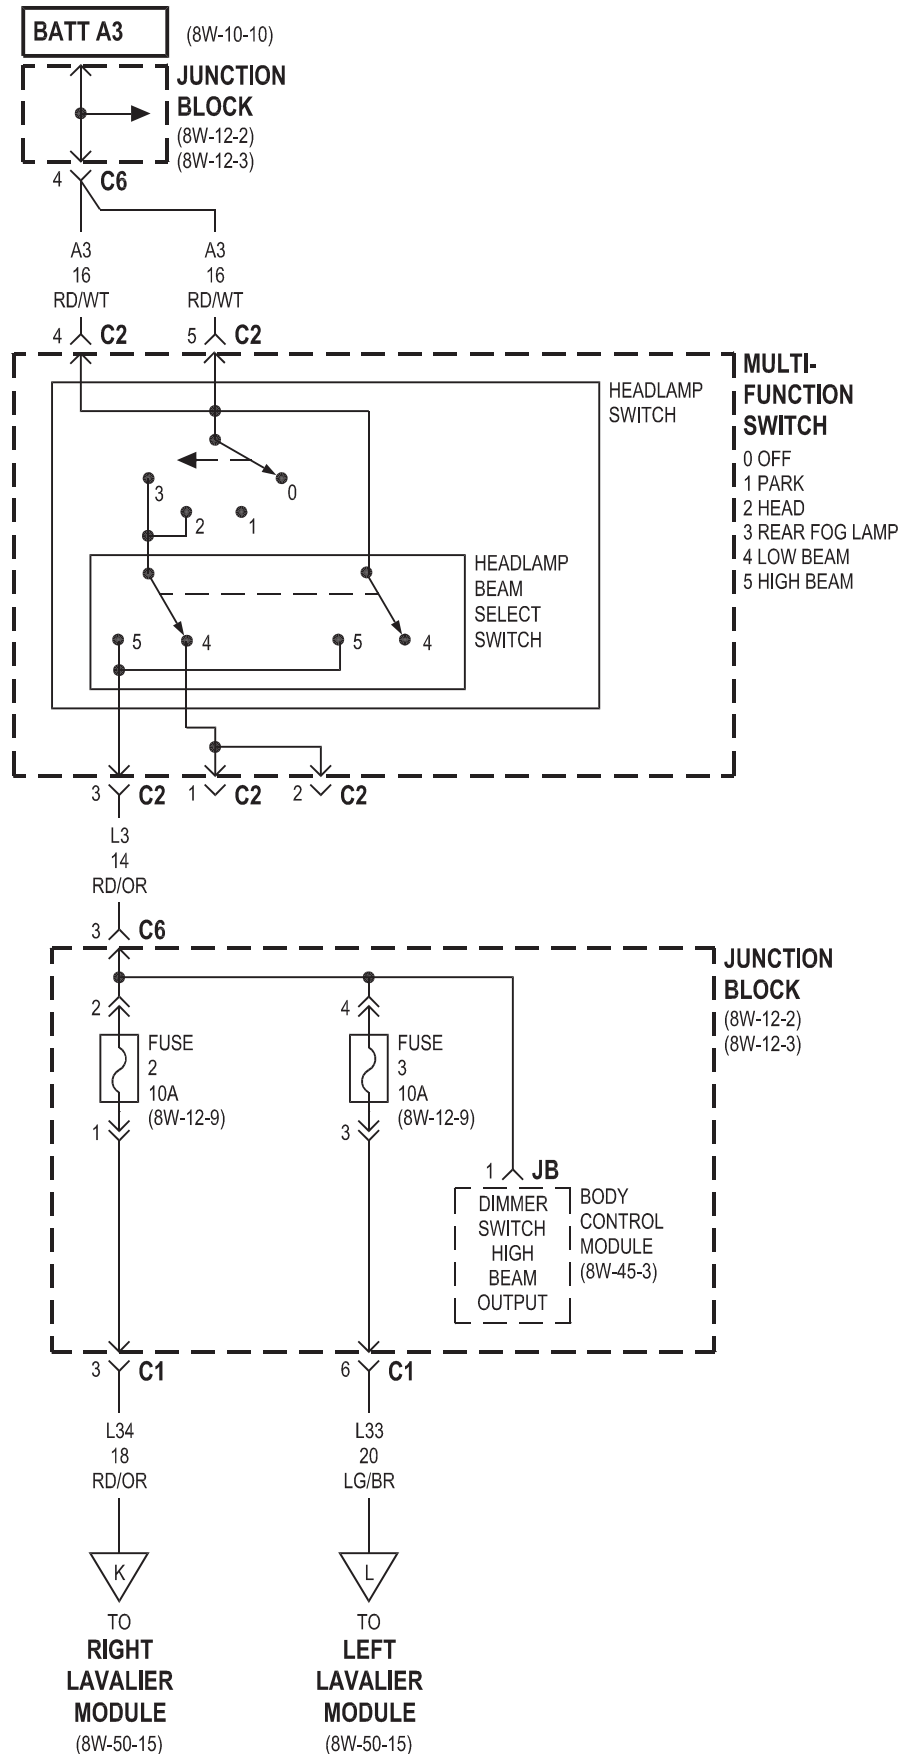 BATT A3 (8W-10-10)
JUNCTION
BLOCK
(8W-12-2)
(8W-12-3)
4 C6
A3 A3
16 16
RD/WT RD/WT
4 C2 5 C2
MULTI-
FUNCTION
SWITCH
0 OFF
1 PARK
2 HEAD
3 REAR FOG LAMP
4 LOW BEAM
5 HIGH BEAM
HEADLAMP
SWITCH
3 0
2 1
HEADLAMP
BEAM
SELECT
SWITCH
5 4 5 4
3 C2 1 C2 2 C2
L3
14
RD/OR
3 C6
JUNCTION
BLOCK
(8W-12-2)
(8W-12-3)
2 4
FUSE
2
10A
(8W-12-9)
FUSE
3
10A
(8W-12-9)
1 3
1 JB
DIMMER
SWITCH
HIGH
BEAM
OUTPUT
BODY
CONTROL
MODULE
(8W-45-3)
3 C1 6 C1
L34 L33
18 20
RD/OR LG/BR
K L
TO
RIGHT
LAVALIER
MODULE
(8W-50-15)
TO
LEFT
LAVALIER
MODULE
(8W-50-15)